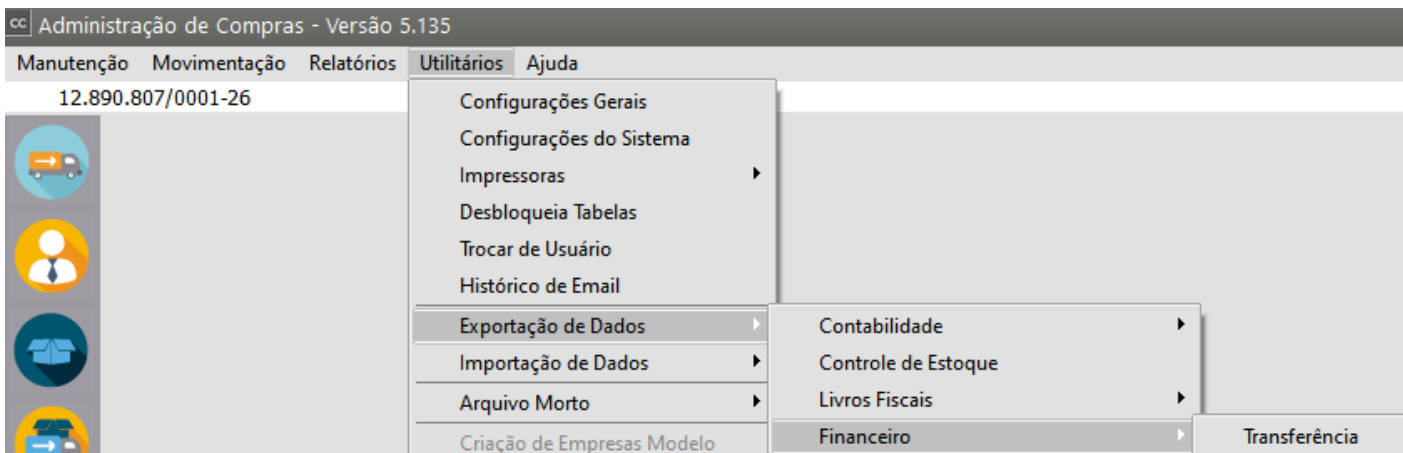 cc Administração de Compras - Versão 5.135
Manutenção Movimentação Relatórios Utilitários Ajuda
12.890.807/0001-26
Configurações Gerais
Configurações do Sistema
Impressoras
Desbloqueia Tabelas
Trocar de Usuário
Histórico de Email
Exportação de Dados Contabilidade
Importação de Dados Controle de Estoque
Arquivo Morto Livros Fiscais
Criação de Empresas Modelo Financeiro Transferência